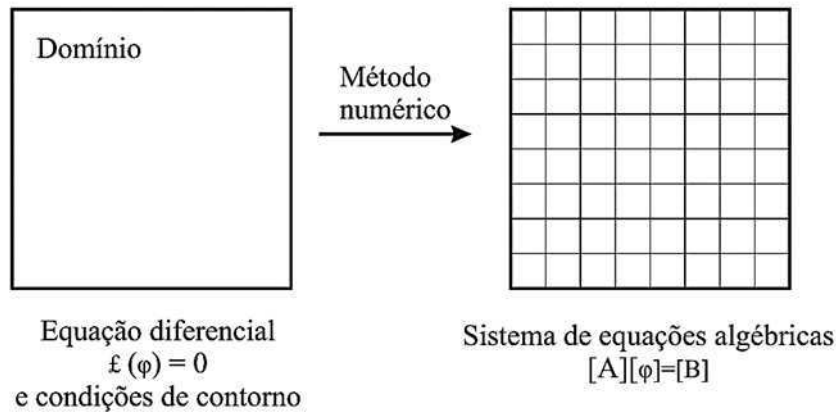 Domínio
Método
numérico
Equação diferencial
£ (φ) = 0
e condições de contorno
Sistema de equações algébricas
[A][φ]=[B]